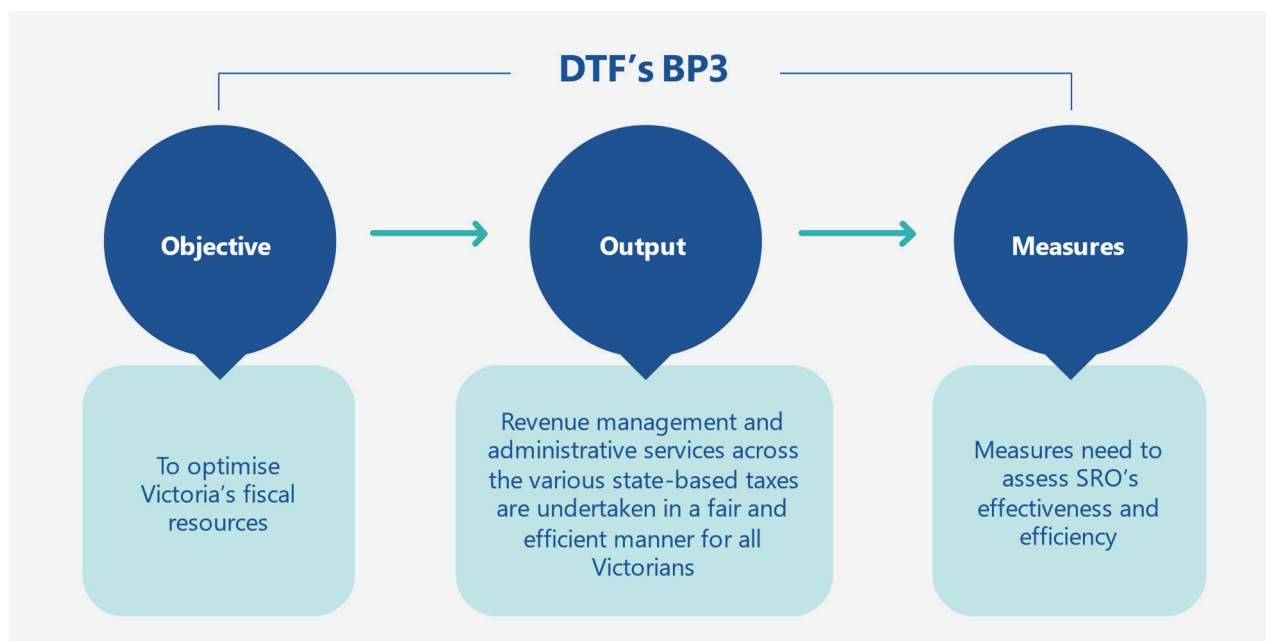 DTF’s BP3
Objective
Output
Measures
To optimise
Victoria’s fiscal
resources
Revenue management and
administrative services across
the various state-based taxes
are undertaken in a fair and
efficient manner for all
Victorians
Measures need to
assess SRO’s
effectiveness and
efficiency